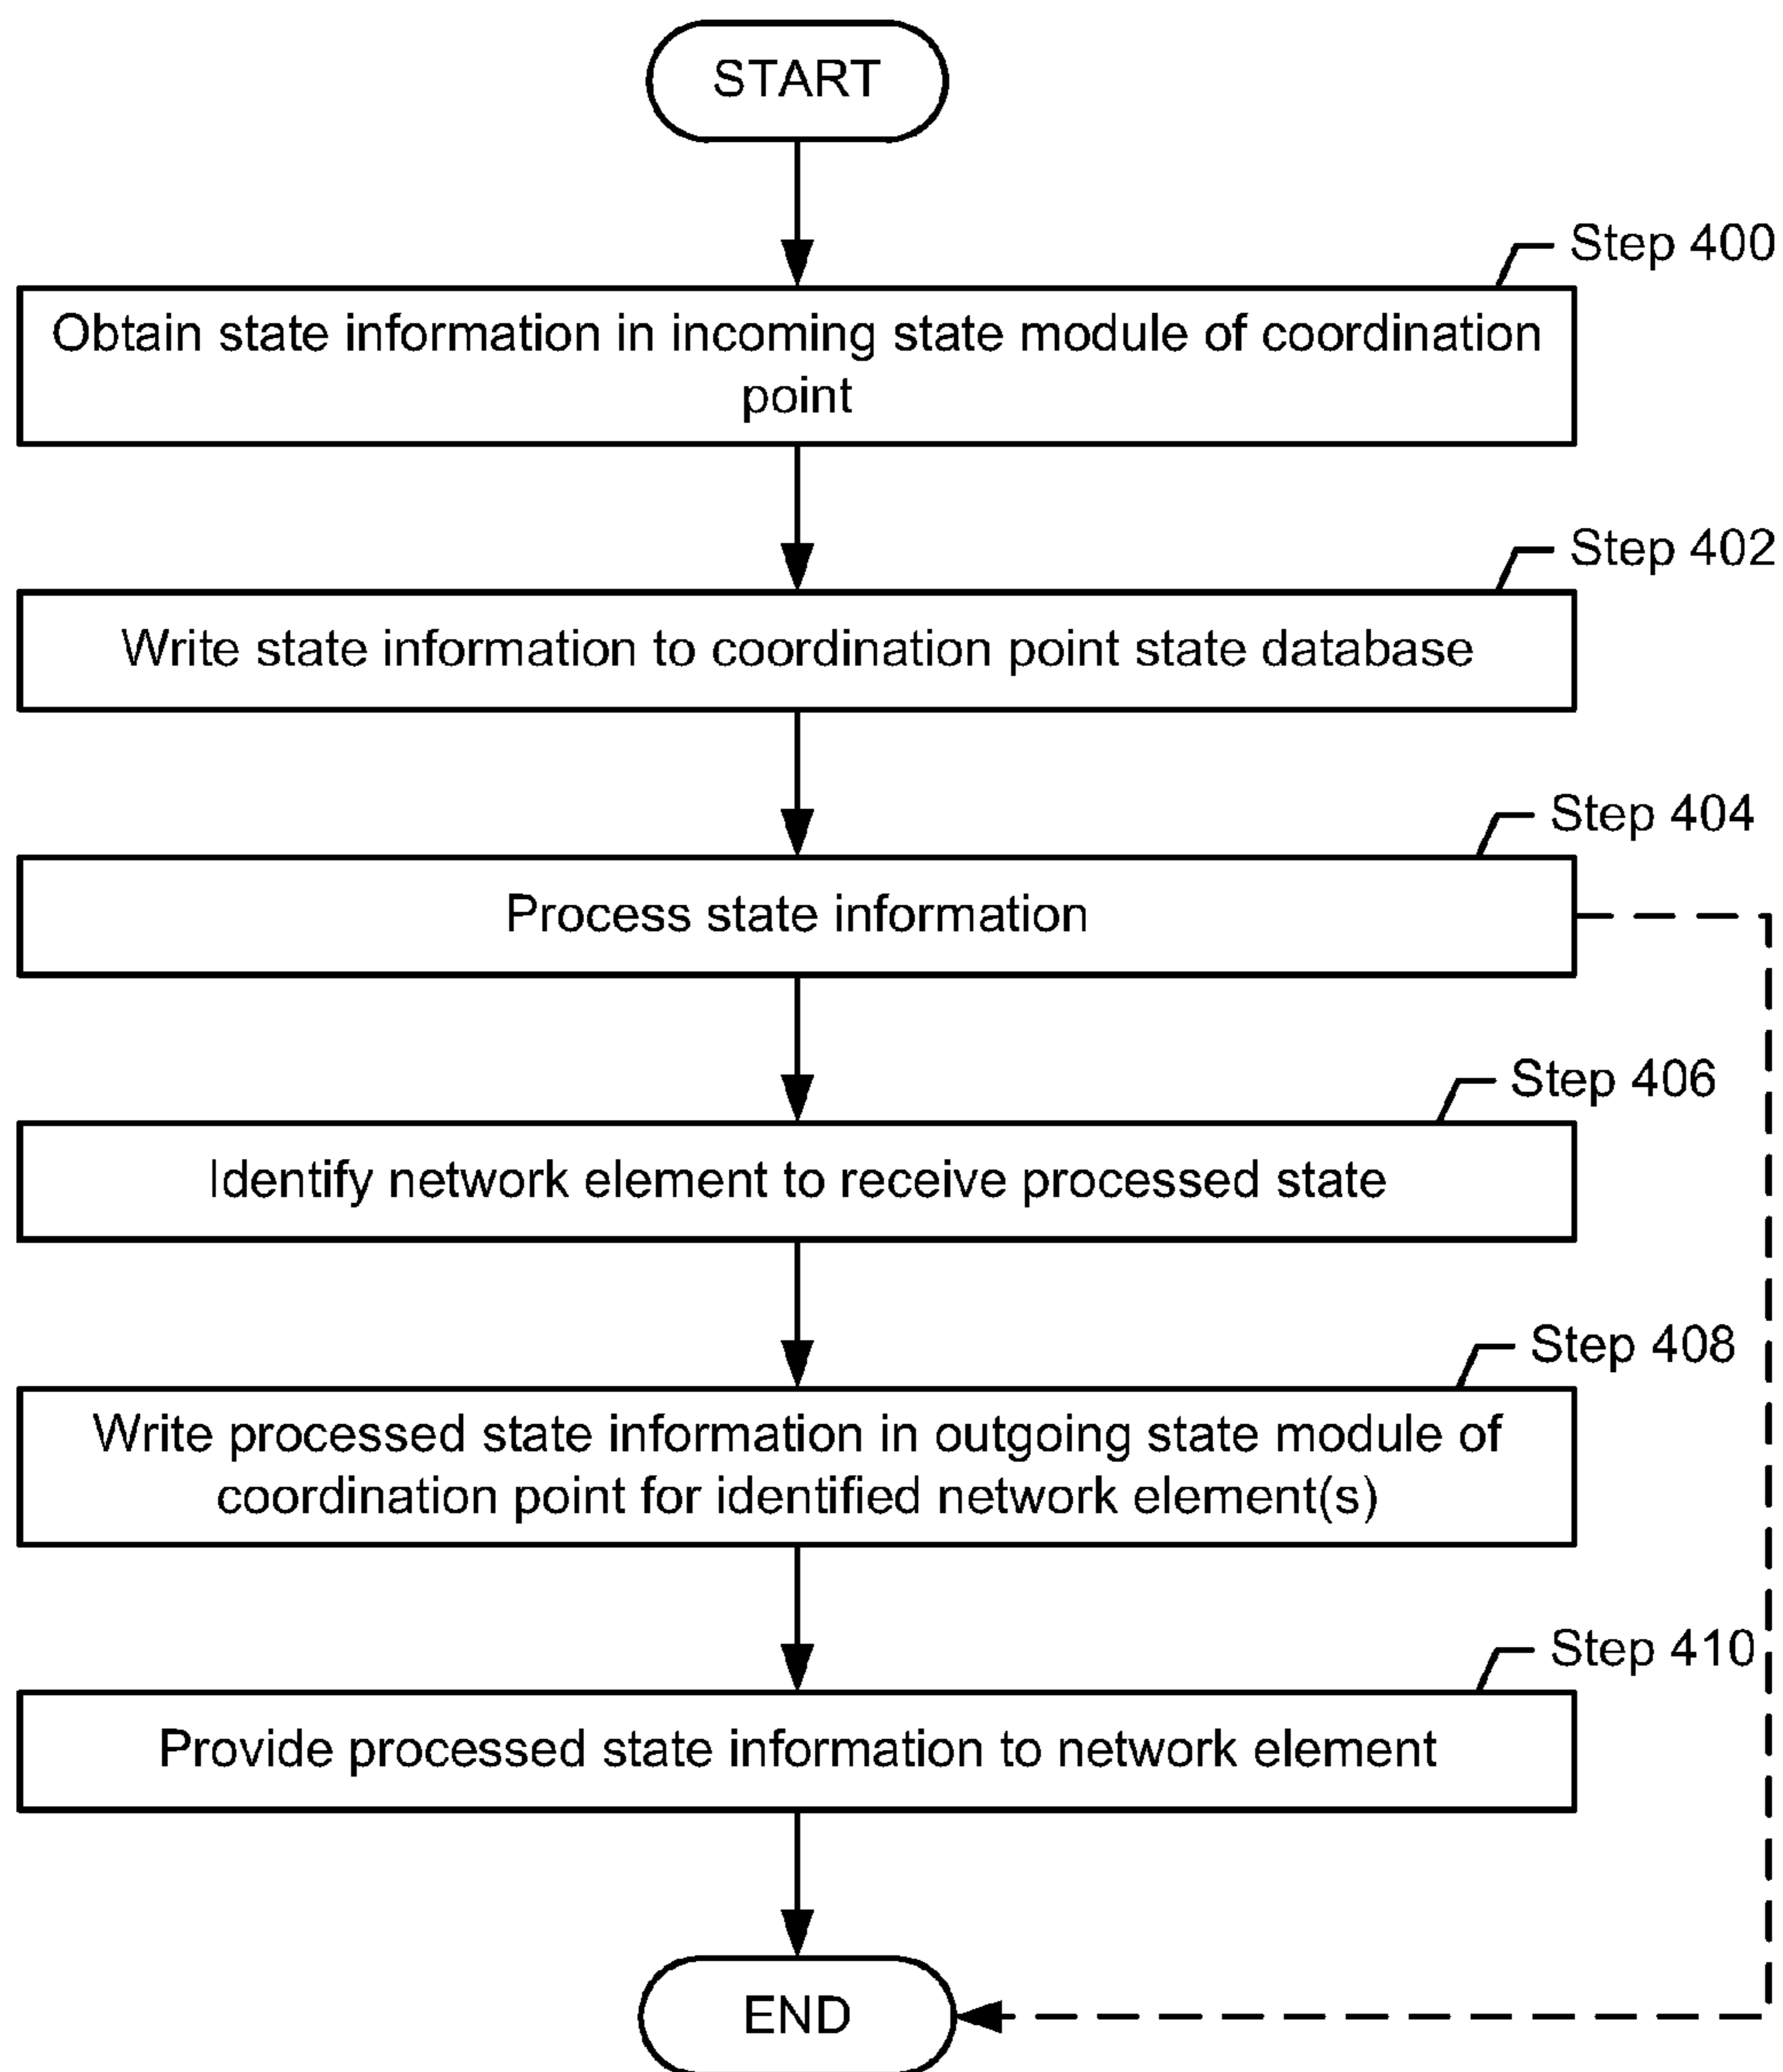 START
Step 400
Obtain state information in incoming state module of coordination
point
Step 402
Write state information to coordination point state database
Step 404
Process state information
Step 406
Identify network element to receive processed state
Step 408
Write processed state information in outgoing state module of
coordination point for identified network element(s)
Step 410
Provide processed state information to network element
END